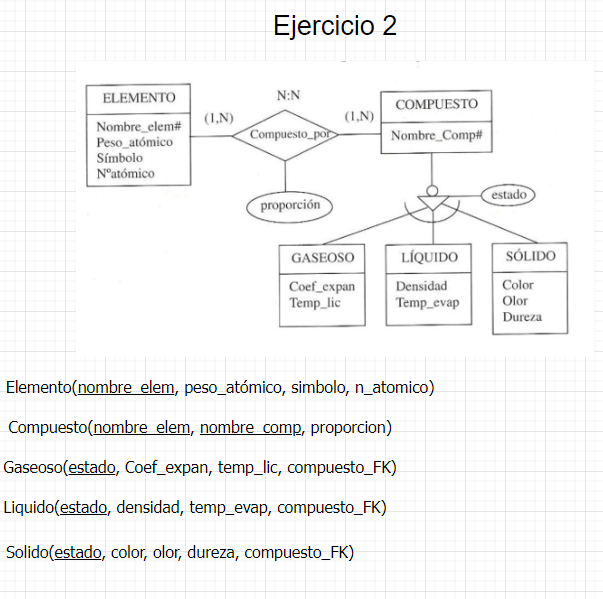 Ejercicio 2
ELEMENTO
Nombre_elem#
Peso_atómico
Símbolo
Nºatómico
(1,N)
N:N
Compuesto_por
proporción
(1,N)
COMPUESTO
Nombre_Comp#
estado
GASEOSO
Coef_expan
Temp_lic
LÍQUIDO
Densidad
Temp_evap
SÓLIDO
Color
Olor
Dureza
Elemento(nombre_elem, peso_atómico, simbolo, n_atomico)
Compuesto(nombre_elem, nombre_comp, proporcion)
Gaseoso(estado, Coef_expan, temp_lic, compuesto_FK)
Liquido(estado, densidad, temp_evap, compuesto_FK)
Solido(estado, color, olor, dureza, compuesto_FK)